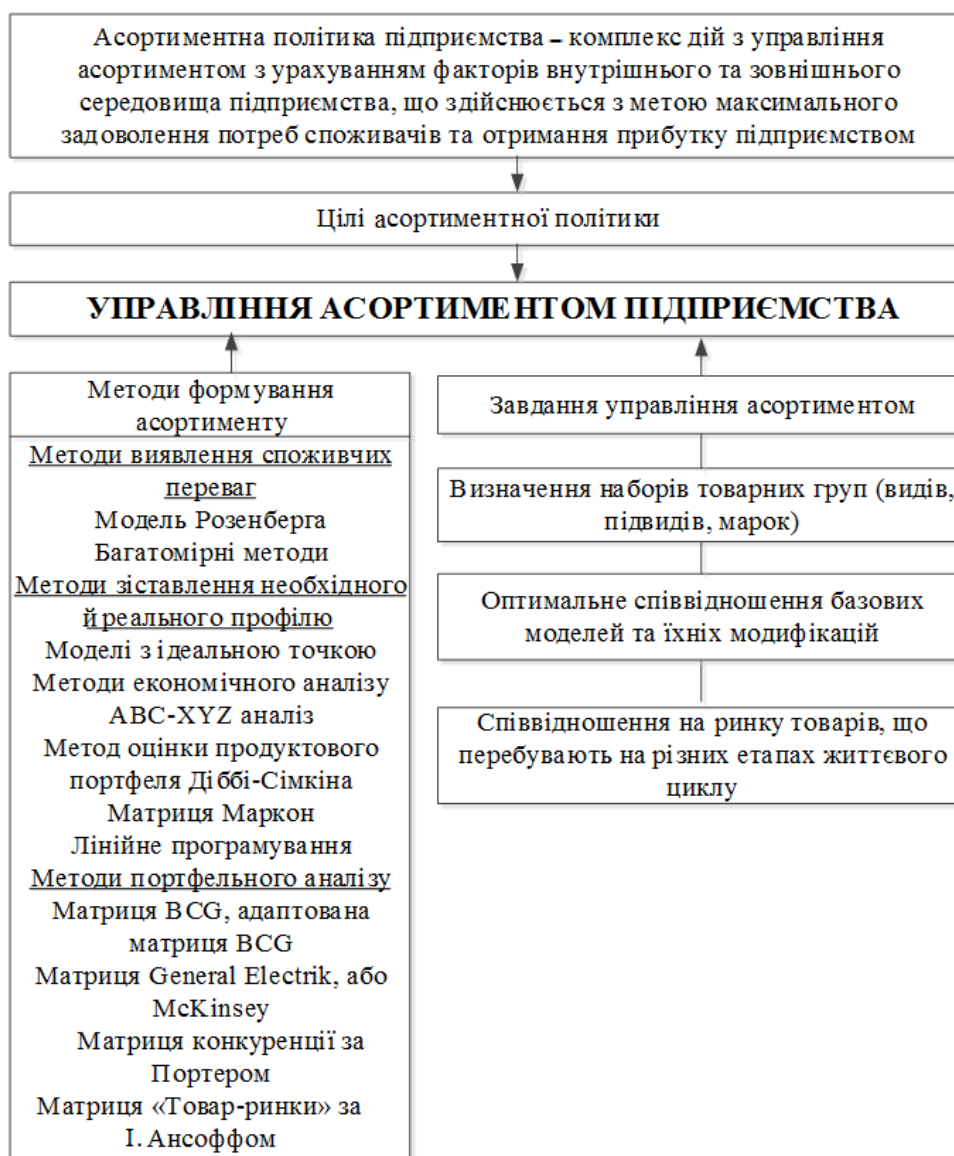 Асортиментна політика підприємства – комплекс дій з управління
асортиментом з урахуванням факторів внутрішнього та зовнішнього
середовища підприємства, що здійснюється з метою максимального
задоволення потреб споживачів та отримання прибутку підприємством
Цілі асортиментної політики
УПРАВЛІННЯ АСОРТИМЕНТОМ ПІДПРИЄМСТВА
Методи формування
асортименту
Методи виявлення споживчих
переваг
Модель Розенберга
Багатомірні методи
Методи зіставлення необхідного
й реального профілю
Моделі з ідеальною точкою
Методи економічного аналізу
ABC-XYZ аналіз
Метод оцінки продуктового
портфеля Діббі-Сімкіна
Матриця Маркон
Лінійне програмування
Методи портфельного аналізу
Матриця BCG, адаптована
матриця BCG
Матриця General Electrik, або
McKinsey
Матриця конкуренції за
Портером
Матриця «Товар-ринки» за
І. Ансоффом
Завдання управління асортиментом
Визначення наборів товарних груп (видів,
підвидів, марок)
Оптимальне співвідношення базових
моделей та їхніх модифікацій
Співвідношення на ринку товарів, що
перебувають на різних етапах життєвого
циклу